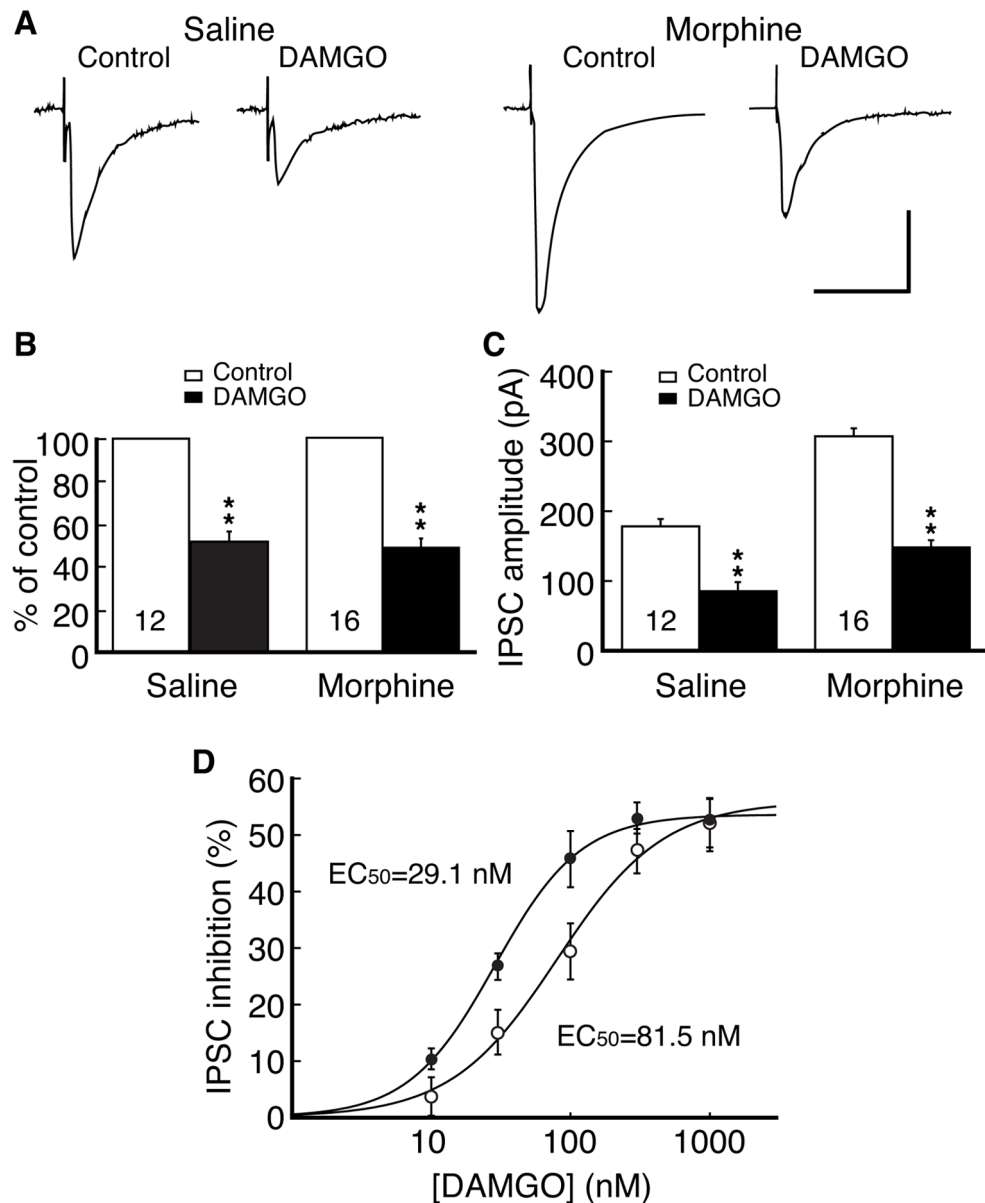 A
Saline
Morphine
Control
DAMGO
Control
DAMGO
B
Control
DAMGO
% of control
100
80
60
40
20
0
**
**
12
16
Saline
Morphine
C
Control
DAMGO
IPSC amplitude (pA)
400
300
200
100
0
**
**
12
16
Saline
Morphine
D
IPSC inhibition (%)
60
50
40
30
20
10
0
EC50=29.1 nM
EC50=81.5 nM
10
100
1000
[DAMGO] (nM)